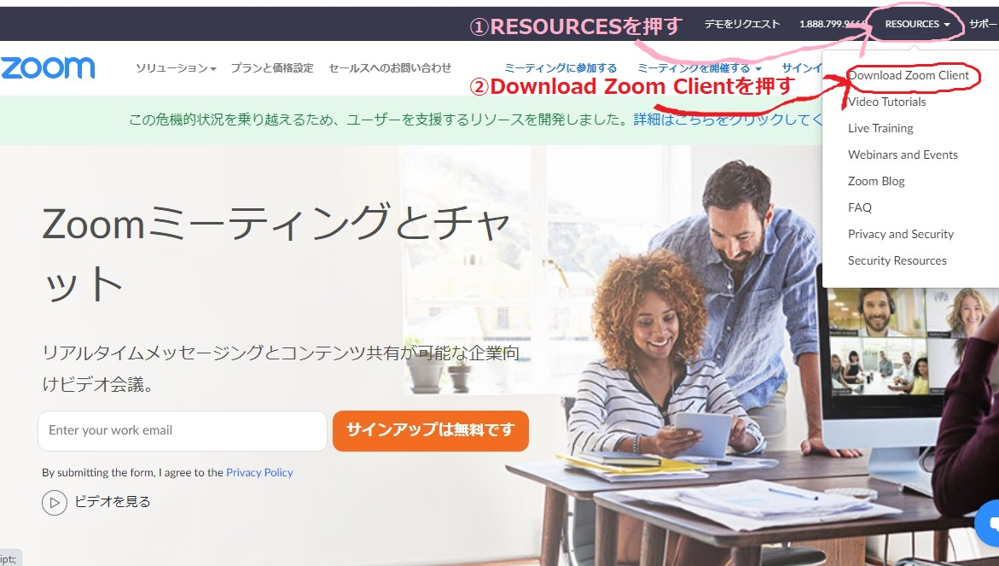 ①RESOURCESを押す
デモをリクエスト 1.888.799.9 RESOURCES サポー
zoom ソリューション プランと価格設定 セールスへのお問い合わせ ミーティングに参加する ミーティングを開催する サインイ
②Download Zoom Clientを押す
この危機的状況を乗り越えるため、ユーザーを支援するリソースを開発しました。詳細はこちらをクリックしてく
Download Zoom Client
Video Tutorials
Live Training
Webinars and Events
Zoom Blog
FAQ
Privacy and Security
Security Resources
Zoomミーティングとチャ
ット
リアルタイムメッセージングとコンテンツ共有が可能な企業向
けビデオ会議。
Enter your work email
サインアップは無料です
By submitting the form, I agree to the Privacy Policy
ビデオを見る
ipt;